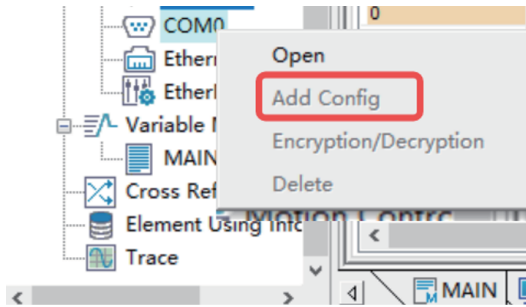 0
COM0
Open
Add Config
Encryption/Decryption
Delete
Variable
MAIN
Cross Ref
Element Using Info
Trace
MAIN